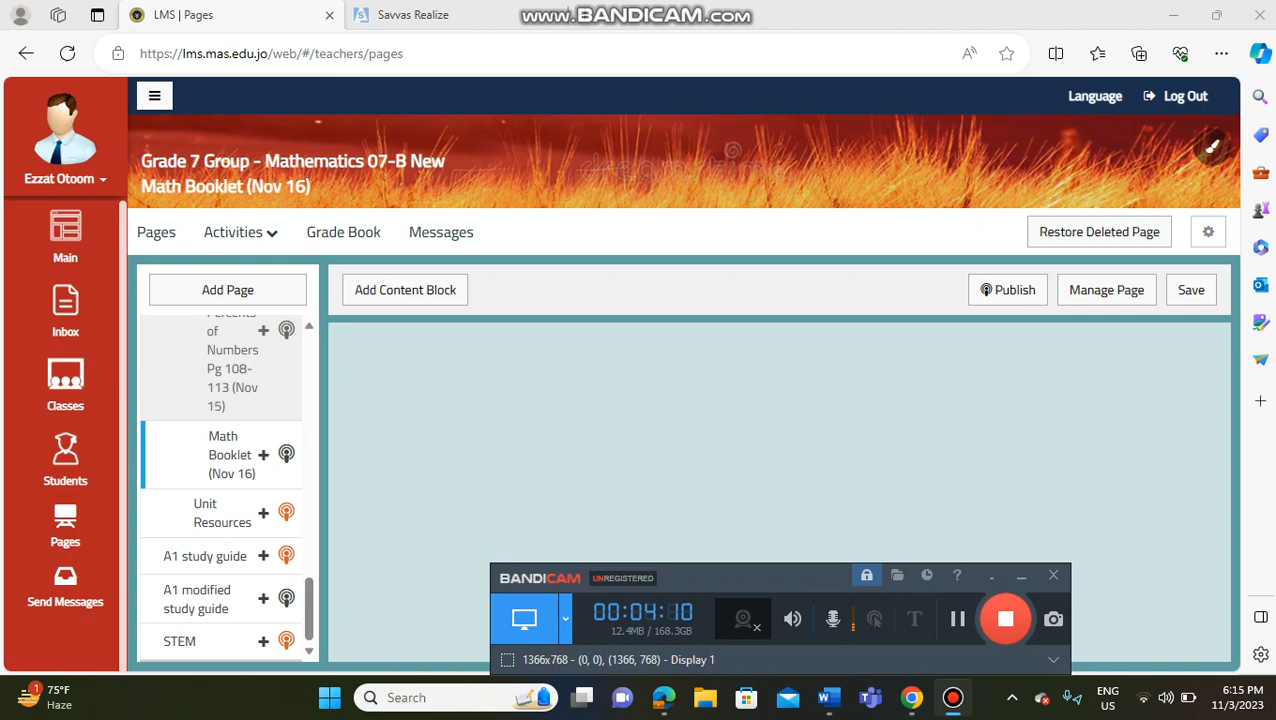 LMS | Pages
Savvas Realize
www.BANDICAM.com
https://lms.mas.edu.jo/web/#/teachers/pages
Language
Log Out
Ezzat Otoom
Grade 7 Group - Mathematics 07-B New
Math Booklet (Nov 16)
Main
Inbox
Classes
Students
Pages
Send Messages
Pages
Activities
Grade Book
Messages
Restore Deleted Page
Add Page
Add Content Block
Publish
Manage Page
Save
Percents
of
Numbers
Pg 108-
113 (Nov
15)
Math
Booklet
(Nov 16)
Unit
Resources
A1 study guide
A1 modified
study guide
STEM
BANDICAM UNREGISTERED
00:04:10
12.4MB / 168.3GB
1366x768 - (0, 0), (1366, 768) - Display 1
1
75°F
Haze
Search
ENG
US
6:15 PM
11/3/2023